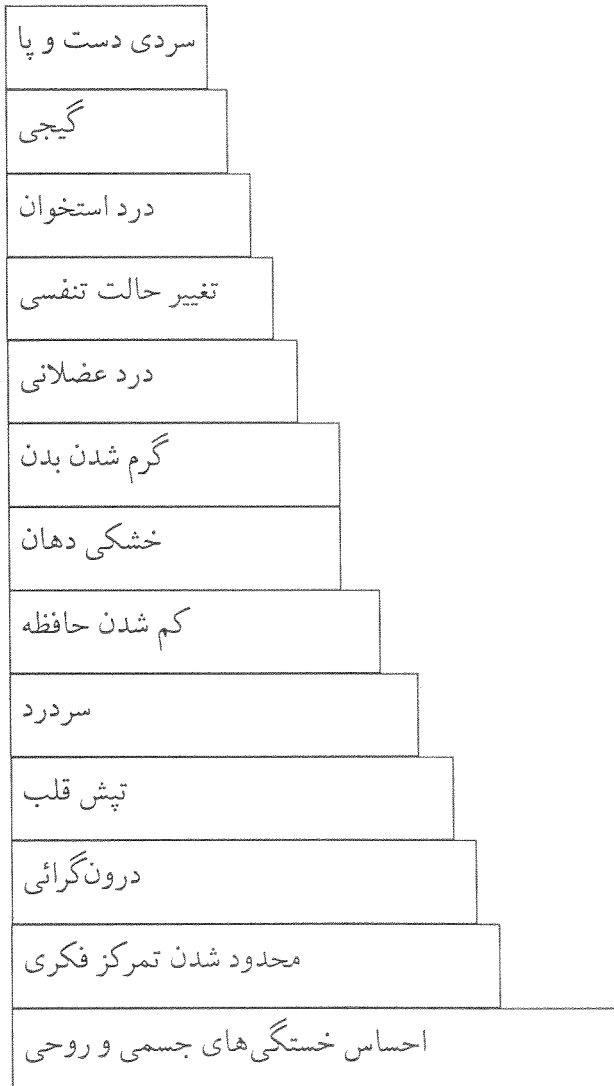 سردی دست و پا
گیجی
درد استخوان
تغییر حالت تنفسی
درد عضلانی
گرم شدن بدن
خشکی دهان
کم شدن حافظه
سردرد
تپش قلب
درون‌گرائی
محدود شدن تمرکز فکری
احساس خستگی‌های جسمی و روحی